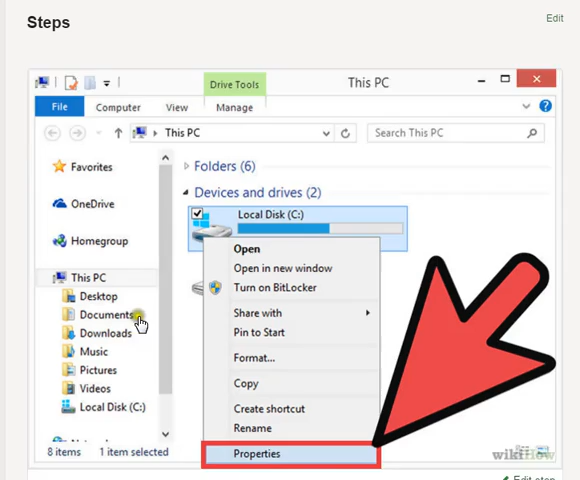 Steps
Edit
Drive Tools
This PC
File
Computer
View
Manage
This PC
Search This PC
Favorites
OneDrive
Homegroup
This PC
Desktop
Documents
Downloads
Music
Pictures
Videos
Local Disk (C:)
Folders (6)
Devices and drives (2)
Local Disk (C:)
Open
Open in new window
Turn on BitLocker
Share with
Pin to Start
Format...
Copy
Create shortcut
Rename
Properties
8 items
1 item selected
wikiHow
Edit step